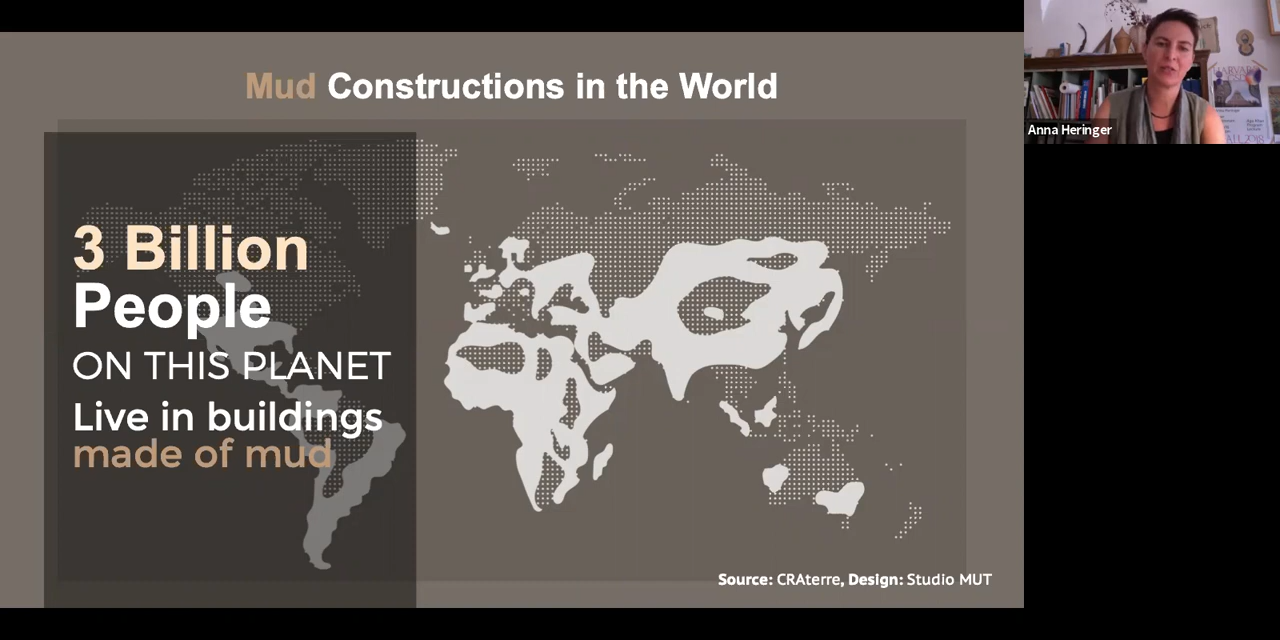 Mud Constructions in the World
3 Billion
People
ON THIS PLANET
Live in buildings
made of mud
Source: CRAterre, Design: Studio MUT
Anna Heringer